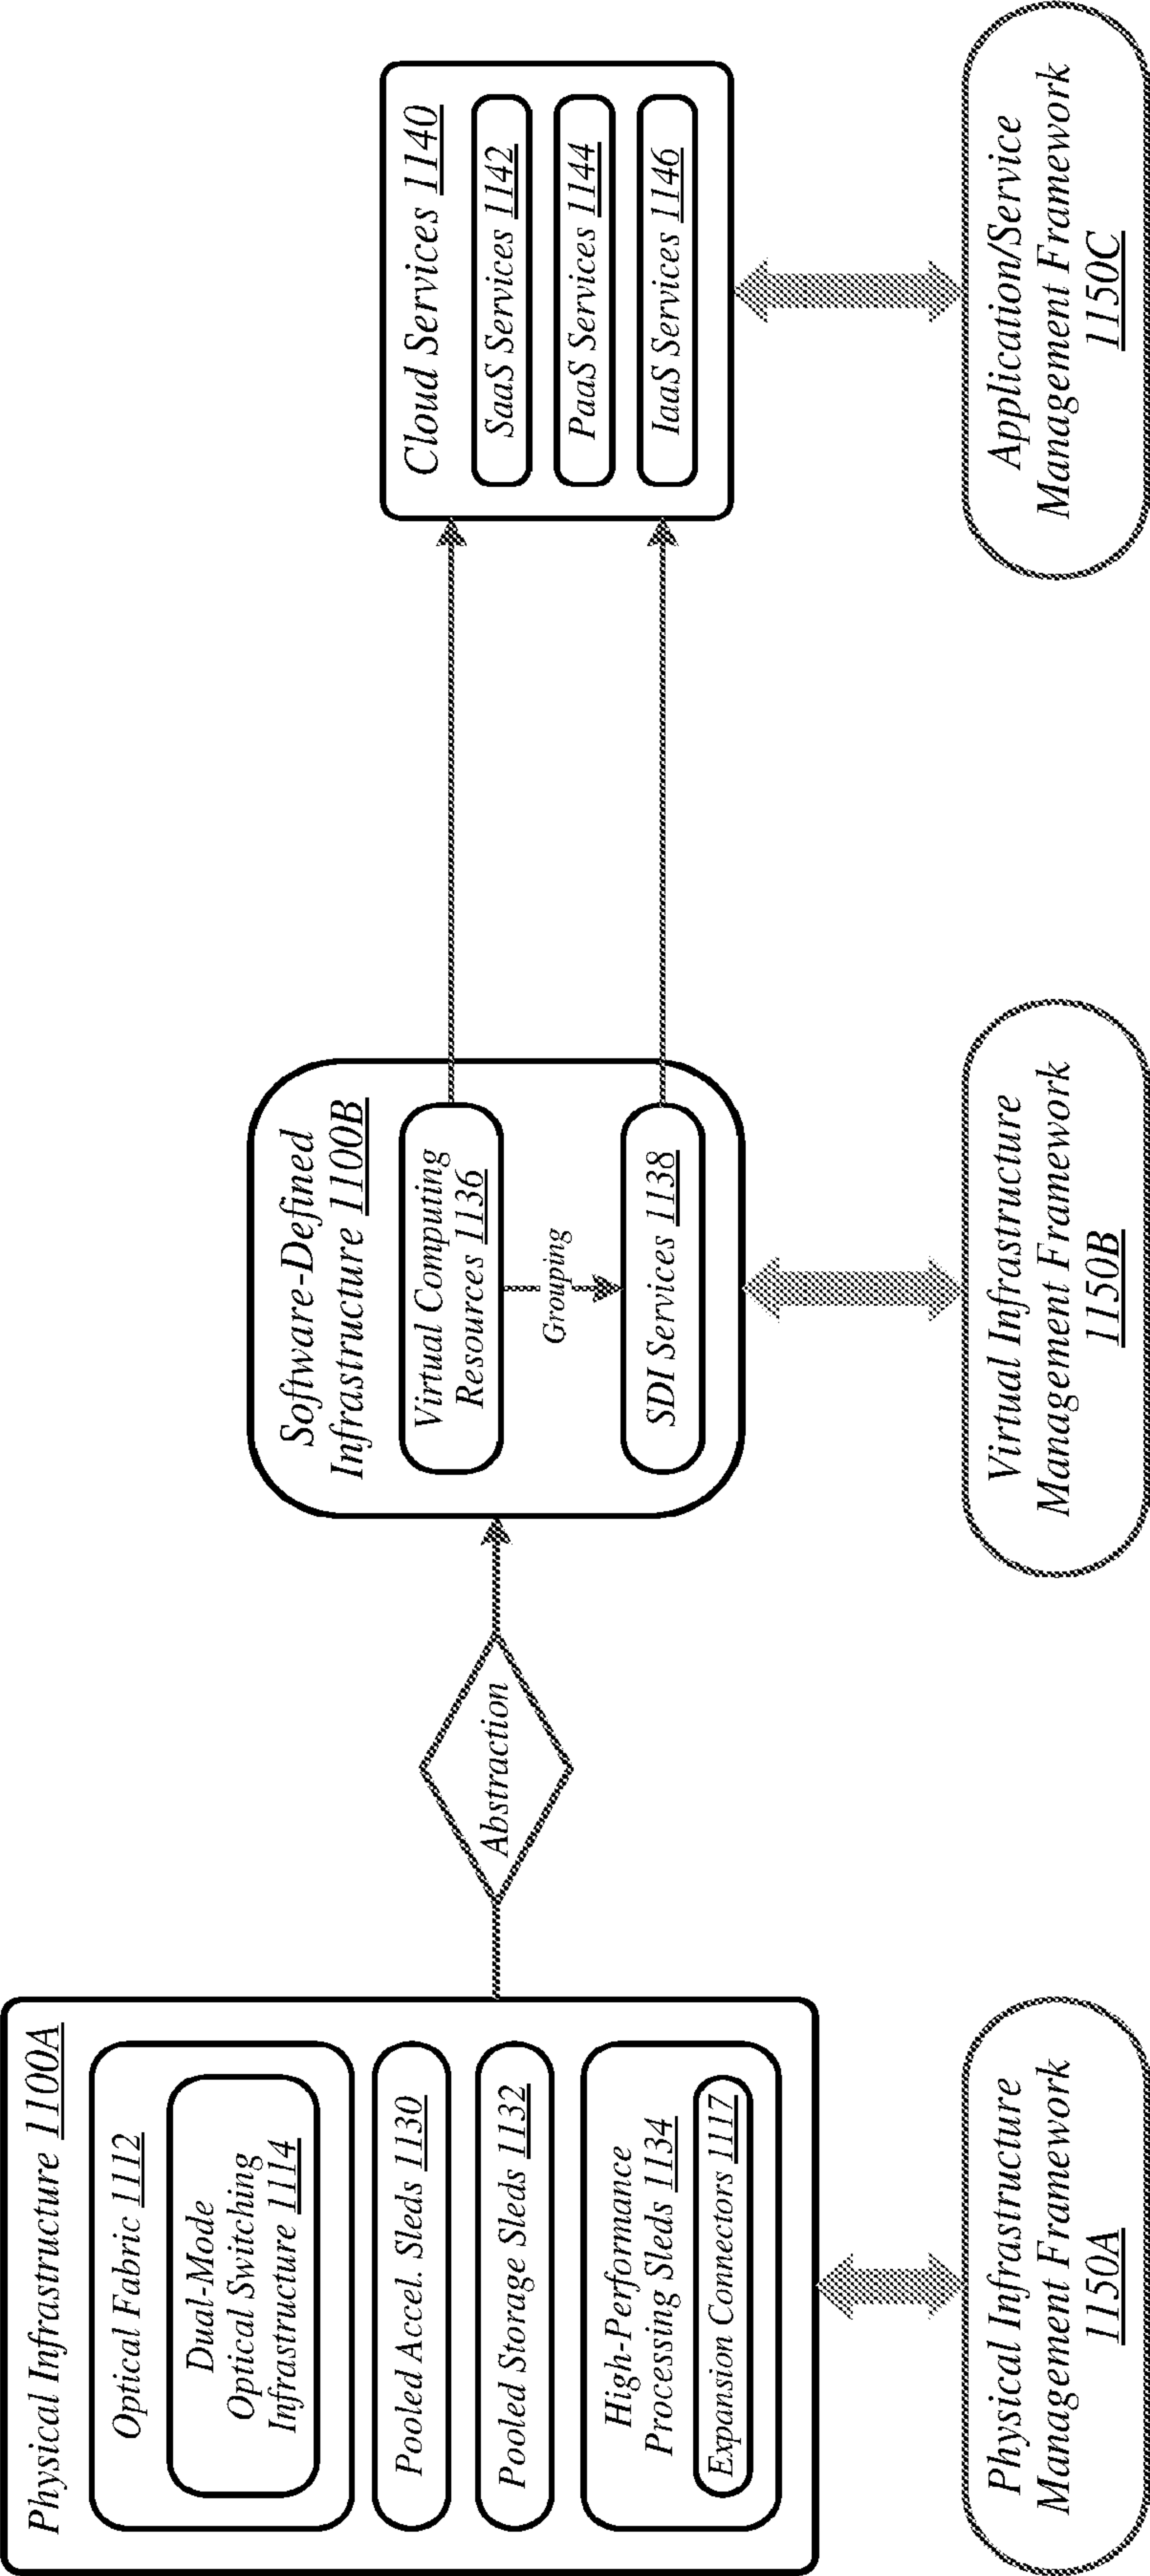 Physical Infrastructure 1100A
Optical Fabric 1112
Dual-Mode
Optical Switching
Infrastructure 1114
Pooled Accel. Sleds 1130
Pooled Storage Sleds 1132
High-Performance
Processing Sleds 1134
Expansion Connectors 1117
Physical Infrastructure
Management Framework
1150A
Abstraction
Software-Defined
Infrastructure 1100B
Virtual Computing
Resources 1136
Grouping
SDI Services 1138
Virtual Infrastructure
Management Framework
1150B
Cloud Services 1140
SaaS Services 1142
PaaS Services 1144
IaaS Services 1146
Application/Service
Management Framework
1150C